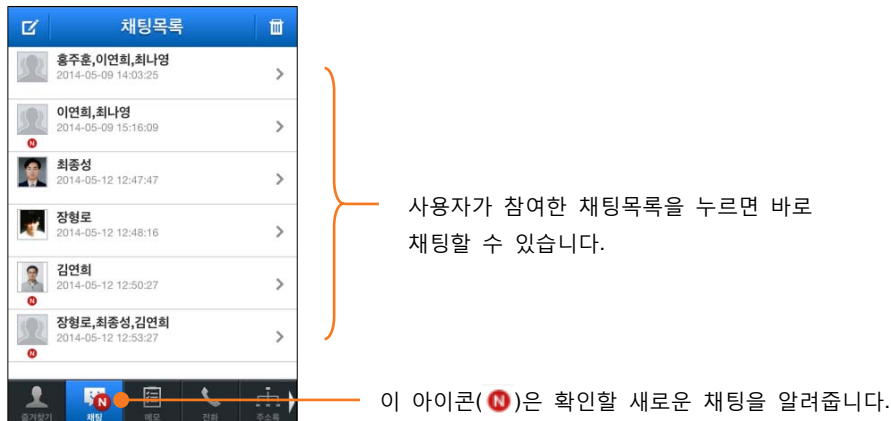 채팅목록
홍주훈,이연희,최나영
2014-05-09 14:03:25
이연희,최나영
2014-05-09 15:16:09
N
최종성
2014-05-12 12:47:47
장형로
2014-05-12 12:48:16
김연희
2014-05-12 12:50:27
N
장형로,최종성,김연희
2014-05-12 12:53:27
N
사용자가 참여한 채팅목록을 누르면 바로
채팅할 수 있습니다.
N
즐겨찾기 채팅 메모 전화 주소록
이 아이콘( N )은 확인할 새로운 채팅을 알려줍니다.